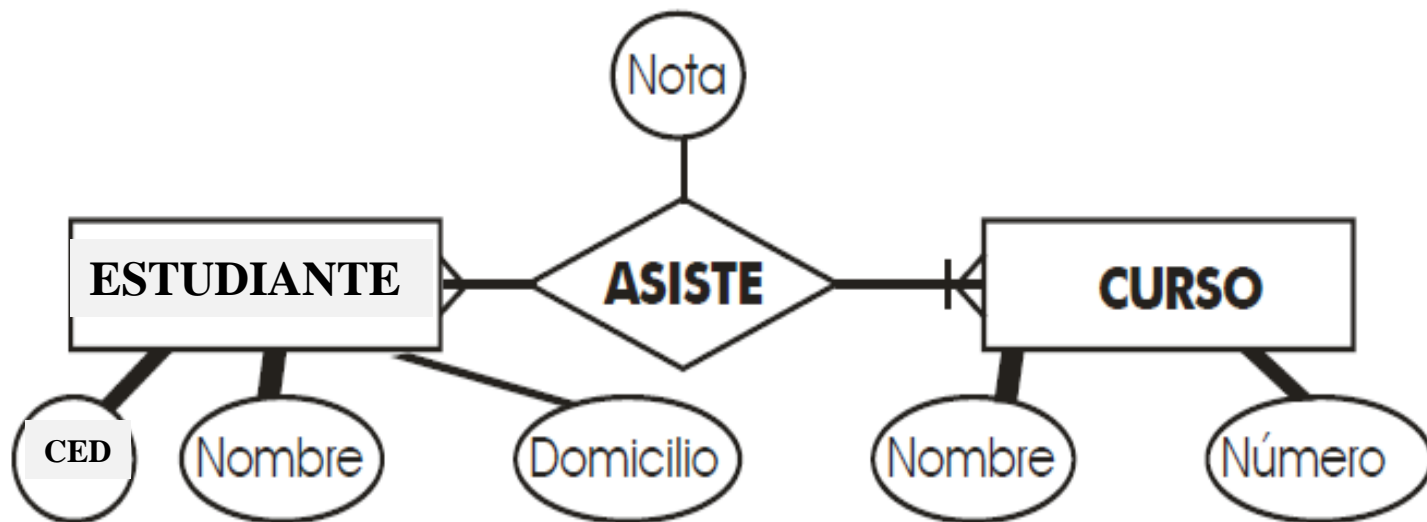 Nota
ESTUDIANTE
ASISTE
CURSO
CED
Nombre
Domicilio
Nombre
Número